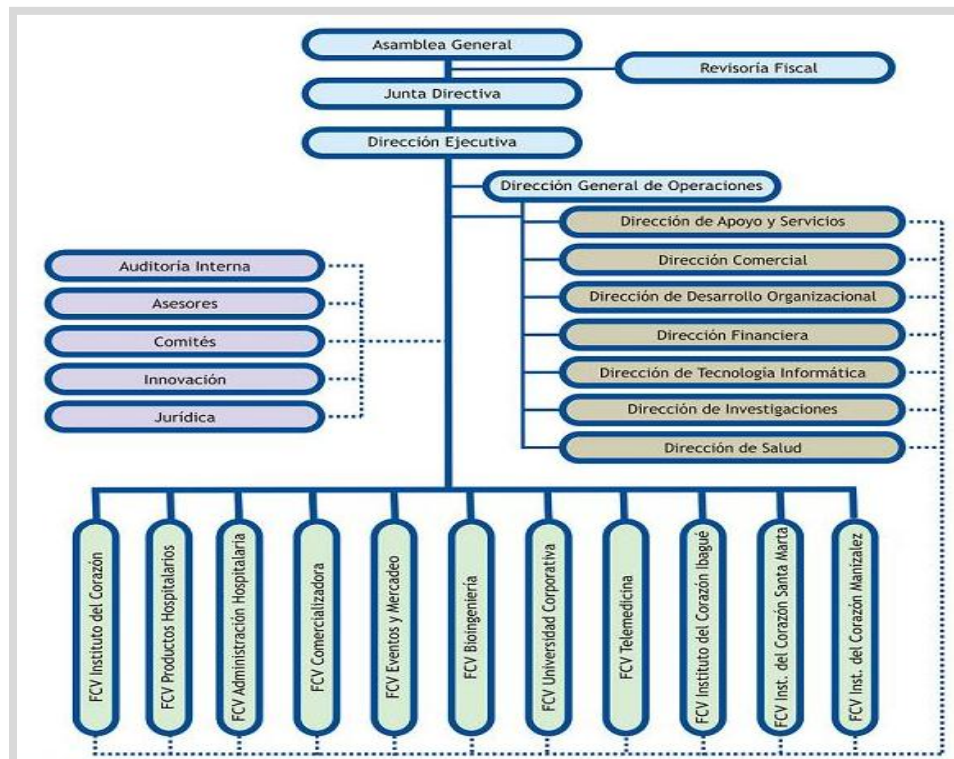 Asamblea General
Revisoría Fiscal
Junta Directiva
Dirección Ejecutiva
Dirección General de Operaciones
Dirección de Apoyo y Servicios
Dirección Comercial
Dirección de Desarrollo Organizacional
Dirección Financiera
Dirección de Tecnología Informática
Dirección de Investigaciones
Dirección de Salud
Auditoría Interna
Asesores
Comités
Innovación
Jurídica
FCV Instituto del Corazón
FCV Productos Hospitalarios
FCV Administración Hospitalaria
FCV Comercializadora
FCV Eventos y Mercadeo
FCV Bioingeniería
FCV Universidad Corporativa
FCV Telemedicina
FCV Instituto del Corazón Ibagué
FCV Inst. del Corazón Santa Marta
FCV Inst. del Corazón Manizalez